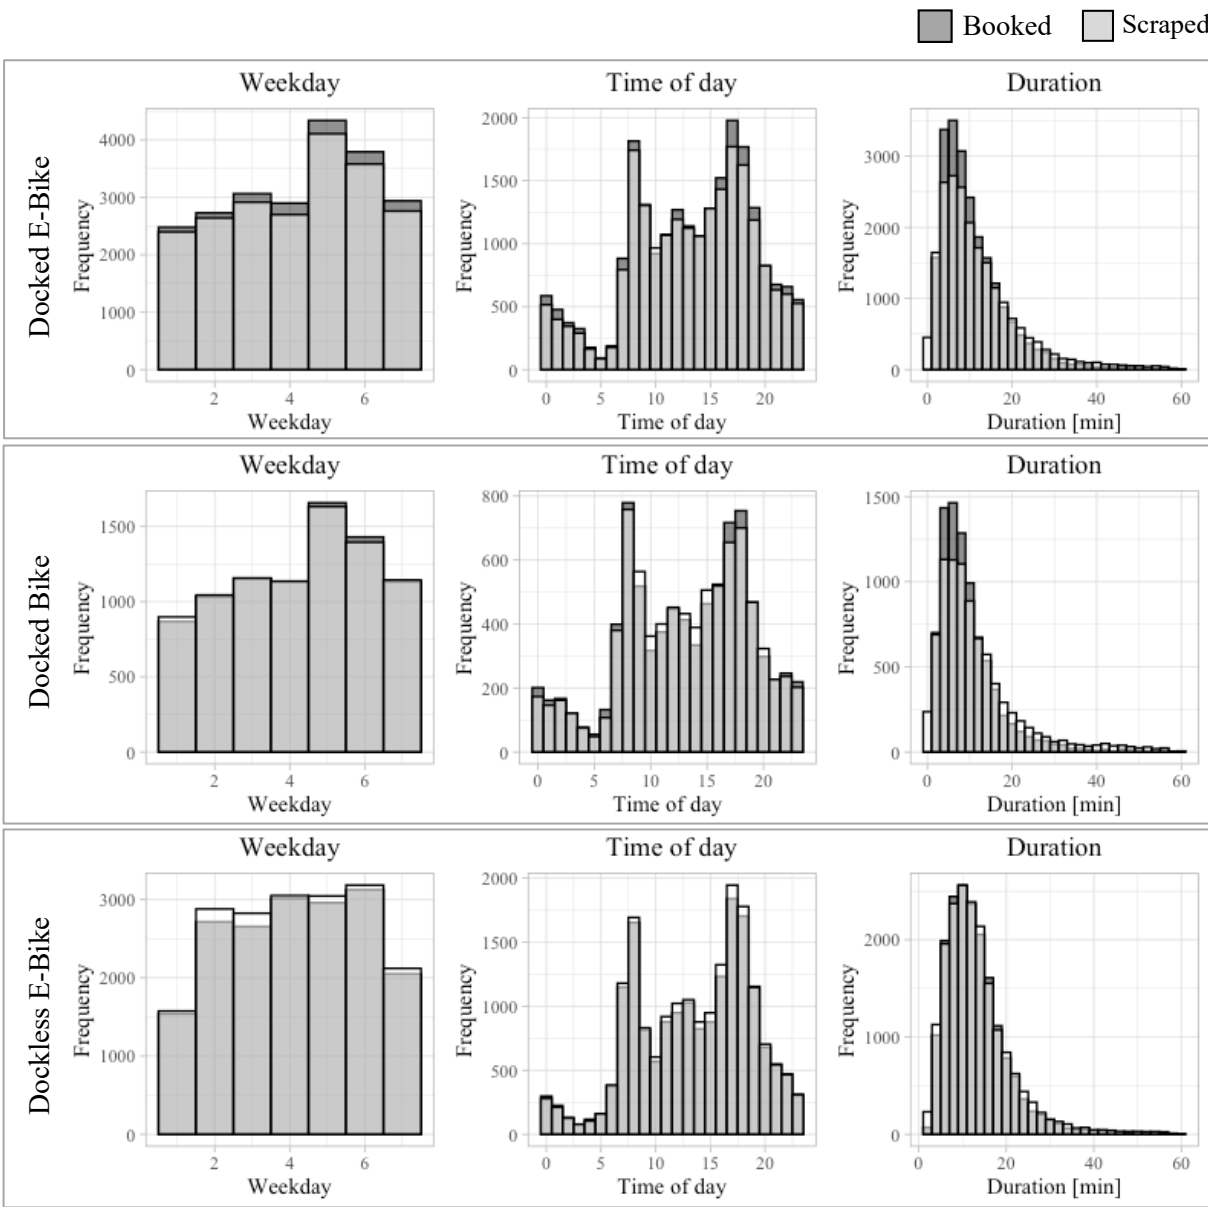 Booked Scraped
Docked E-Bike
Weekday
Frequency
4000
3000
2000
1000
0
2 4 6
Weekday
Time of day
Frequency
2000
1500
1000
500
0
0 5 10 15 20
Time of day
Duration
Frequency
3000
2000
1000
0
0 20 40 60
Duration [min]
Docked Bike
Weekday
Frequency
1500
1000
500
0
2 4 6
Weekday
Time of day
Frequency
800
600
400
200
0
0 5 10 15 20
Time of day
Duration
Frequency
1500
1000
500
0
0 20 40 60
Duration [min]
Dockless E-Bike
Weekday
Frequency
3000
2000
1000
0
2 4 6
Weekday
Time of day
Frequency
2000
1500
1000
500
0
0 5 10 15 20
Time of day
Duration
Frequency
2000
1000
0
0 20 40 60
Duration [min]